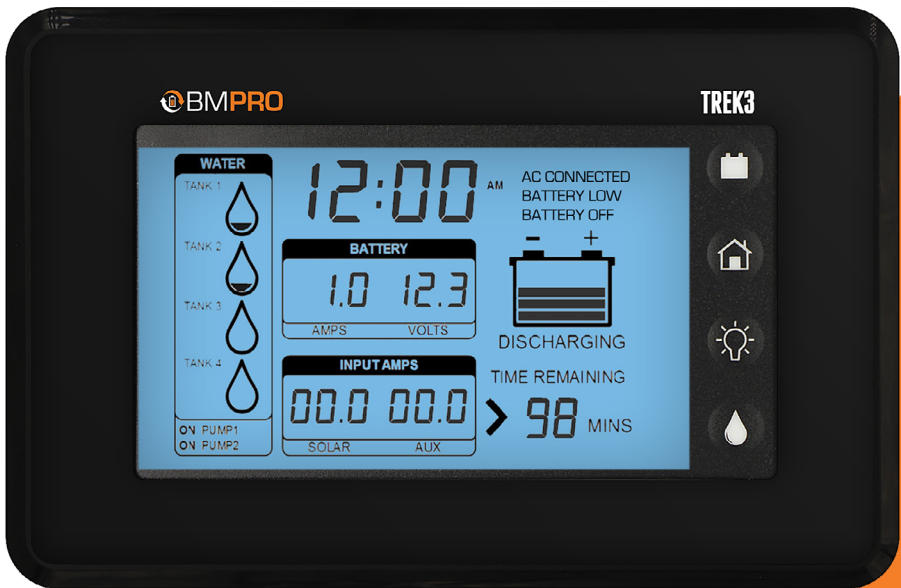 BMPRO
TREK3
WATER
TANK 1
TANK 2
TANK 3
TANK 4
ON PUMP1
ON PUMP2
12:00 AM
BATTERY
1.0 12.3
AMPS VOLTS
INPUT AMPS
00.0 00.0
SOLAR AUX
AC CONNECTED
BATTERY LOW
BATTERY OFF
- +
DISCHARGING
TIME REMAINING
> 98 MINS